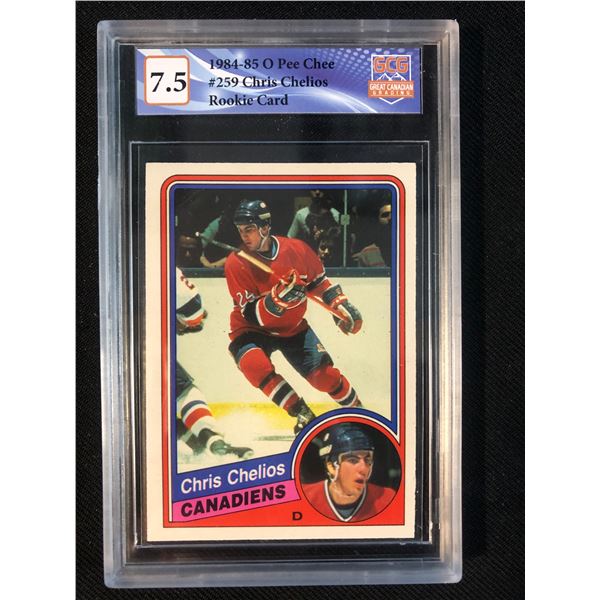 7.5
1984-85 O Pee Chee
#259 Chris Chelios
Rookie Card
GCG
GREAT CANADIAN
GRADING
24
2
Chris Chelios
CANADIENS
D